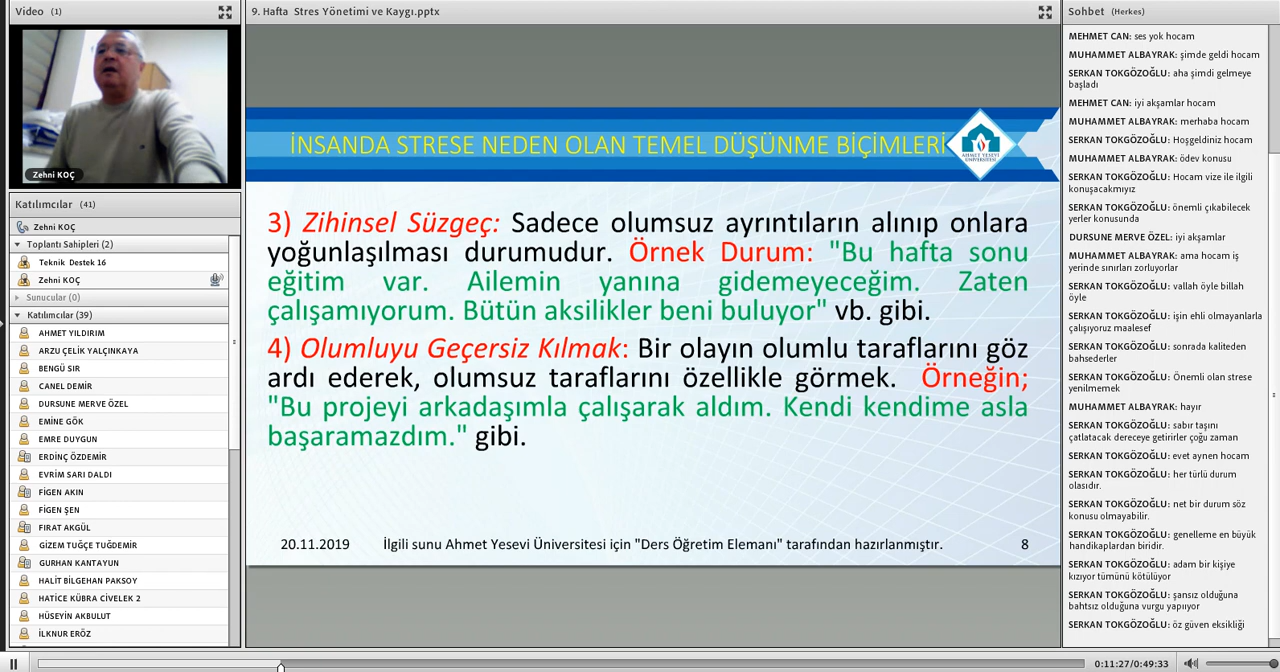 Video (1)
Zehni KOÇ
Katılımcılar (41)
Zehni KOÇ
Toplantı Sahipleri (2)
Teknik Destek 16
Zehni KOÇ
Sunucular (0)
Katılımcılar (39)
AHMET YILDIRIM
ARZU ÇELİK YALÇINKAYA
BENGÜ SIR
CANEL DEMİR
DURSUNE MERVE ÖZEL
EMİNE GÖK
EMRE DUYGUN
ERDİNÇ ÖZDEMİR
EVRİM SARI DALDI
FİGEN AKIN
FİGEN ŞEN
FIRAT AKGÜL
GİZEM TUĞÇE TUĞDEMİR
GURHAN KANTAYUN
HALİT BİLGEHAN PAKSOY
HATİCE KÜBRA CİVELEK 2
HÜSEYİN AKBULUT
İLKNUR ERÖZ
9. Hafta Stres Yönetimi ve Kaygı.pptx
İNSANDA STRESE NEDEN OLAN TEMEL DÜŞÜNME BİÇİMLERİ
AHMET YESEVİ
ÜNİVERSİTESİ
3) Zihinsel Süzgeç: Sadece olumsuz ayrıntıların alınıp onlara
yoğunlaşılması durumudur. Örnek Durum: "Bu hafta sonu
eğitim var. Ailemin yanına gidemeyeceğim. Zaten
çalışamıyorum. Bütün aksilikler beni buluyor" vb. gibi.
4) Olumluyu Geçersiz Kılmak: Bir olayın olumlu taraflarını göz
ardı ederek, olumsuz taraflarını özellikle görmek. Örneğin;
"Bu projeyi arkadaşımla çalışarak aldım. Kendi kendime asla
başaramazdım." gibi.
20.11.2019 İlgili sunu Ahmet Yesevi Üniversitesi için "Ders Öğretim Elemanı" tarafından hazırlanmıştır. 8
Sohbet (Herkes)
MEHMET CAN: ses yok hocam
MUHAMMET ALBAYRAK: şimde geldi hocam
SERKAN TOKGÖZOĞLU: aha şimdi gelmeye
başladı
MEHMET CAN: iyi akşamlar hocam
MUHAMMET ALBAYRAK: merhaba hocam
SERKAN TOKGÖZOĞLU: Hoşgeldiniz hocam
MUHAMMET ALBAYRAK: ödev konusu
SERKAN TOKGÖZOĞLU: Hocam vize ile ilgili
konuşacakmıyız
SERKAN TOKGÖZOĞLU: önemli çıkabilecek
yerler konusunda
DURSUNE MERVE ÖZEL: iyi akşamlar
MUHAMMET ALBAYRAK: ama hocam iş
yerinde sınırları zorluyorlar
SERKAN TOKGÖZOĞLU: vallah öyle billah
öyle
SERKAN TOKGÖZOĞLU: işin ehli olmayanlarla
çalışıyoruz maalesef
SERKAN TOKGÖZOĞLU: sonrada kaliteden
bahsederler
SERKAN TOKGÖZOĞLU: Önemli olan strese
yenilmemek
MUHAMMET ALBAYRAK: hayır
SERKAN TOKGÖZOĞLU: sabır taşını
çatlatacak dereceye getirirler çoğu zaman
SERKAN TOKGÖZOĞLU: evet aynen hocam
SERKAN TOKGÖZOĞLU: her türlü durum
olasıdır.
SERKAN TOKGÖZOĞLU: net bir durum söz
konusu olmayabilir.
SERKAN TOKGÖZOĞLU: genelleme en büyük
handikaplardan biridir.
SERKAN TOKGÖZOĞLU: adam bir kişiye
kızıyor tümünü kötülüyor
SERKAN TOKGÖZOĞLU: şansız olduğuna
bahtsız olduğuna vurgu yapııyor
SERKAN TOKGÖZOĞLU: öz güven eksikliği
0:11:27/0:49:33